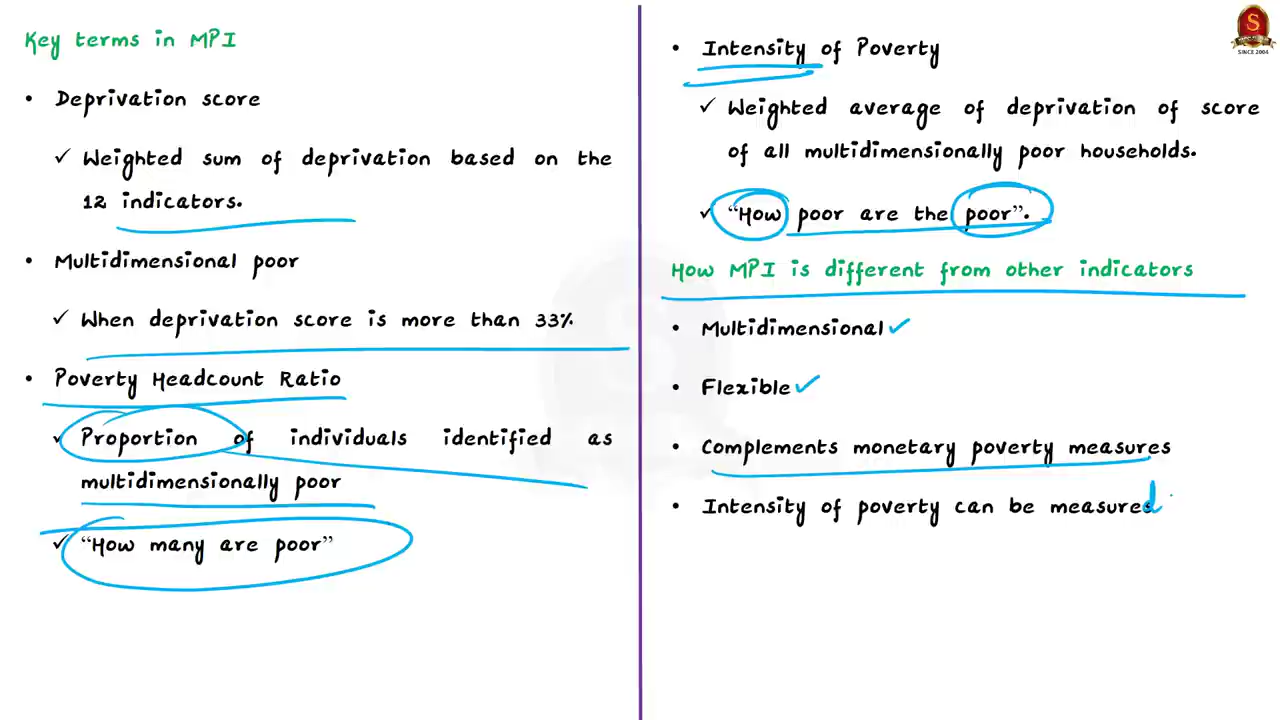 Key terms in MPI
• Deprivation score
✓ Weighted sum of deprivation based on the
12 indicators.
• Multidimensional poor
✓ When deprivation score is more than 33%
• Poverty Headcount Ratio
✓ Proportion of individuals identified as
multidimensionally poor
✓ "How many are poor"
• Intensity of Poverty
✓ Weighted average of deprivation of score
of all multidimensionally poor households.
✓ "How poor are the poor".
How MPI is different from other indicators
• Multidimensional ✓
• Flexible ✓
• Complements monetary poverty measures
• Intensity of poverty can be measured
S
SINCE 2004